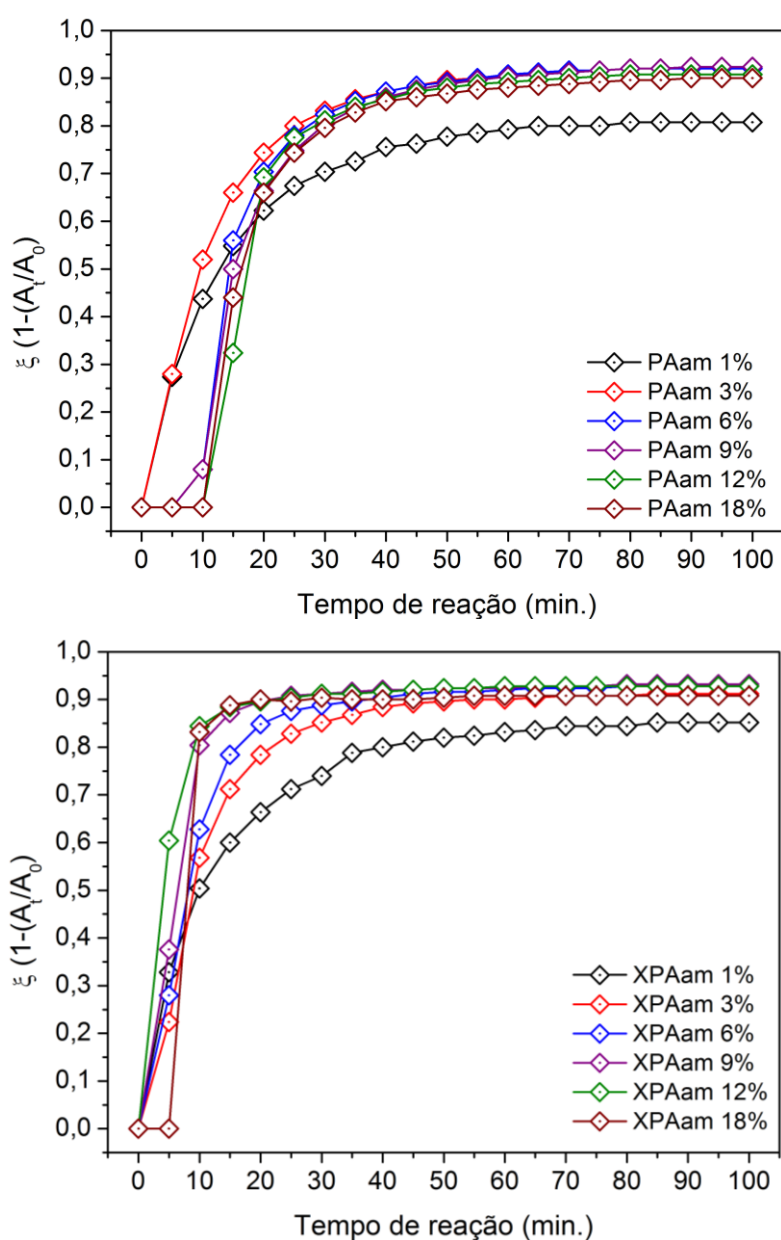 1,0
0,9
0,8
0,7
0,6
0,5
0,4
0,3
0,2
0,1
0,0
ξ (1-(Aₜ/A₀)
PAam 1%
PAam 3%
PAam 6%
PAam 9%
PAam 12%
PAam 18%
0 10 20 30 40 50 60 70 80 90 100
Tempo de reação (min.)
1,0
0,9
0,8
0,7
0,6
0,5
0,4
0,3
0,2
0,1
0,0
ξ (1-(Aₜ/A₀)
XPAam 1%
XPAam 3%
XPAam 6%
XPAam 9%
XPAam 12%
XPAam 18%
0 10 20 30 40 50 60 70 80 90 100
Tempo de reação (min.)